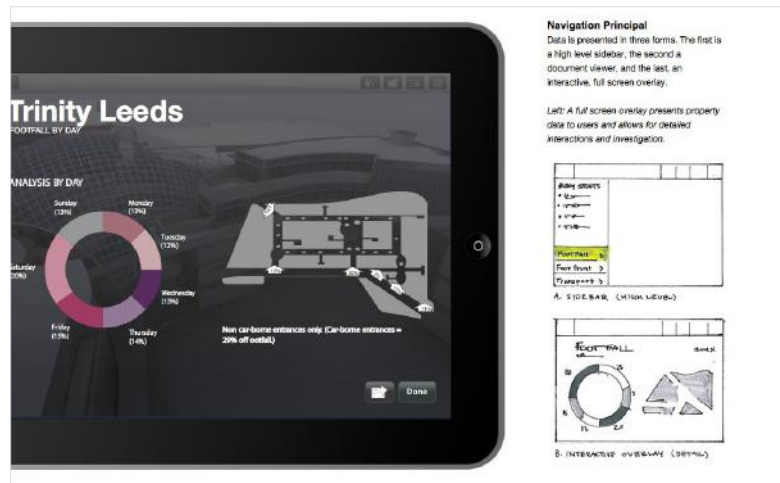 Trinity Leeds
FOOTFALL BY DAY
ANALYSIS BY DAY
Sunday
(13%)
Monday
(13%)
Tuesday
(12%)
Wednesday
(13%)
Thursday
(14%)
Friday
(15%)
Saturday
(20%)
Non car-borne entrances only. (Car-borne entrances =
29% off ootfall.)
Done
Navigation Principal
Data is presented in three forms. The first is
a high level sidebar, the second a
document viewer, and the last, an
interactive, full screen overlay.
Left: A full screen overlay presents property
data to users and allows for detailed
interactions and investigation.
FOOTFALL >
Foot front >
Transport >
A. SIDEBAR (HIGH LEVEL)
FOOTFALL
B. INTERACTIVE OVERLAY (DETAIL)